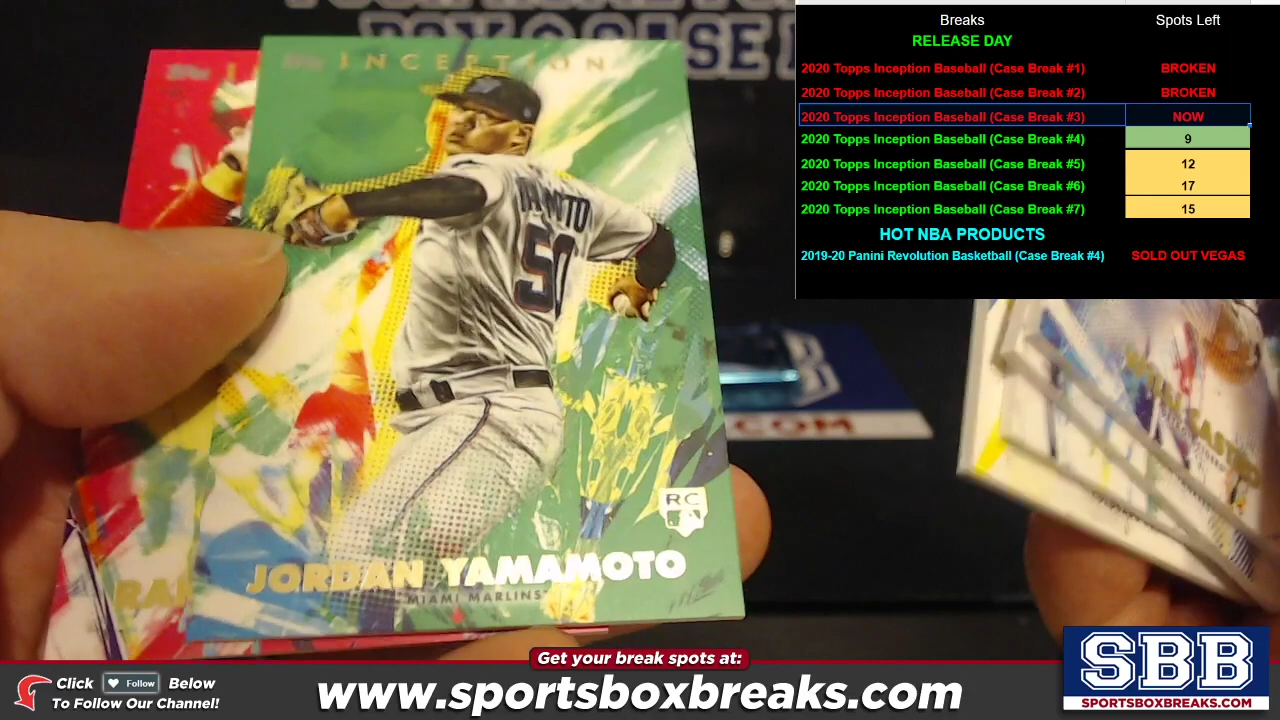 Breaks Spots Left
RELEASE DAY
2020 Topps Inception Baseball (Case Break #1) BROKEN
2020 Topps Inception Baseball (Case Break #2) BROKEN
2020 Topps Inception Baseball (Case Break #3) NOW
2020 Topps Inception Baseball (Case Break #4) 9
2020 Topps Inception Baseball (Case Break #5) 12
2020 Topps Inception Baseball (Case Break #6) 17
2020 Topps Inception Baseball (Case Break #7) 15
HOT NBA PRODUCTS
2019-20 Panini Revolution Basketball (Case Break #4) SOLD OUT VEGAS
INCEPTION
50
RC
JORDAN YAMAMOTO
MIAMI MARLINS
RA
.COM
Get your break spots at:
Click Follow Below
To Follow Our Channel!
www.sportsboxbreaks.com
SBB
SPORTSBOXBREAKS.COM